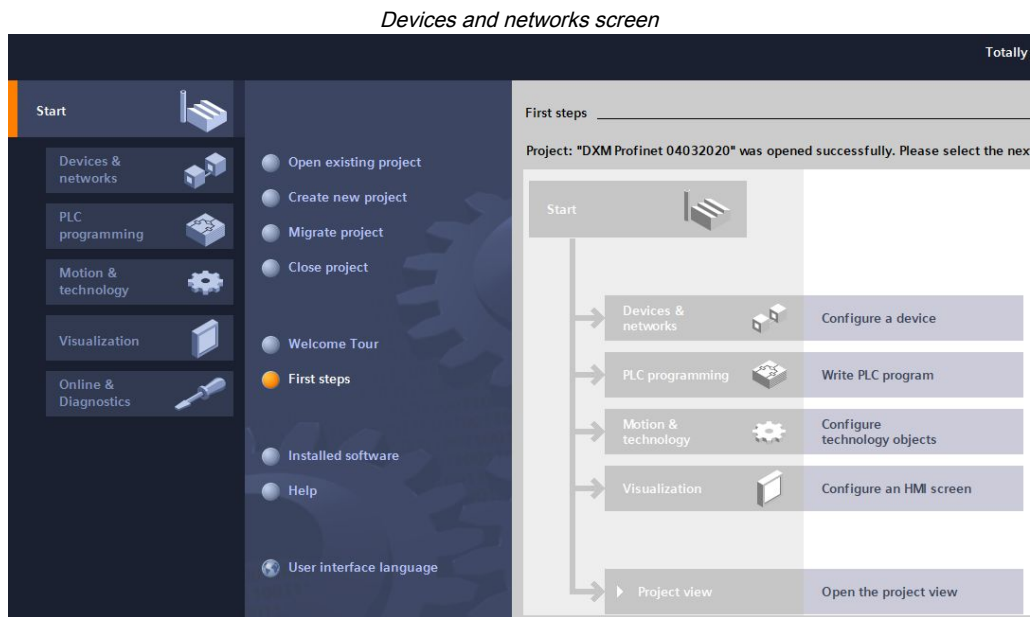 Devices and networks screen
Totally
Start
Devices &
networks
PLC
programming
Motion &
technology
Visualization
Online &
Diagnostics
Open existing project
Create new project
Migrate project
Close project
Welcome Tour
First steps
Installed software
Help
User interface language
First steps
Project: "DXM Profinet 04032020" was opened successfully. Please select the nex
Start
Devices &
networks
Configure a device
PLC programming
Write PLC program
Motion &
technology
Configure
technology objects
Visualization
Configure an HMI screen
Project view
Open the project view